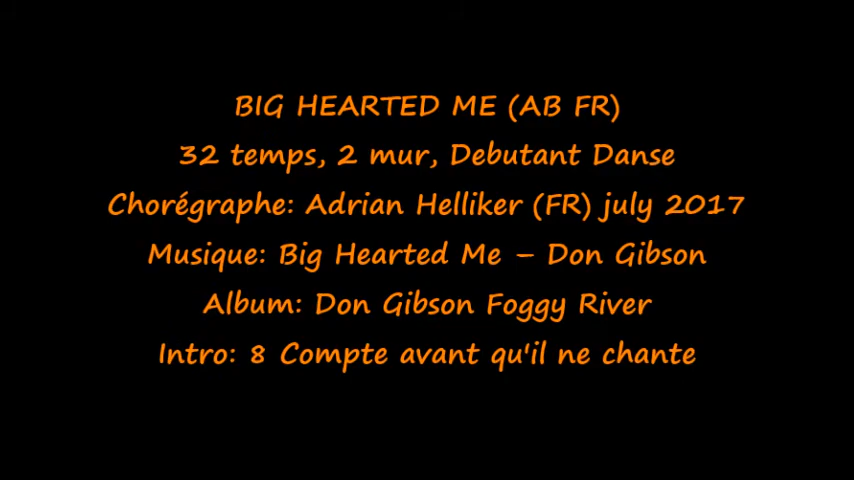 BIG HEARTED ME (AB FR)
32 temps, 2 mur, Debutant Danse
Chorégraphe: Adrian Helliker (FR) july 2017
Musique: Big Hearted Me – Don Gibson
Album: Don Gibson Foggy River
Intro: 8 Compte avant qu'il ne chante